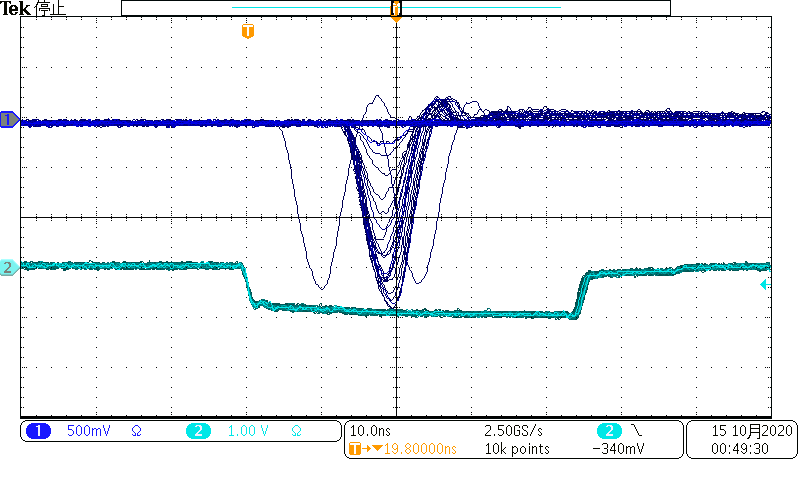 Tek 停止
T
1
2
1 500mV Ω 2 1.00 V Ω
10.0ns 2.50GS/s 2
T→▼19.80000ns 10k points −340mV
15 10月2020
00:49:30